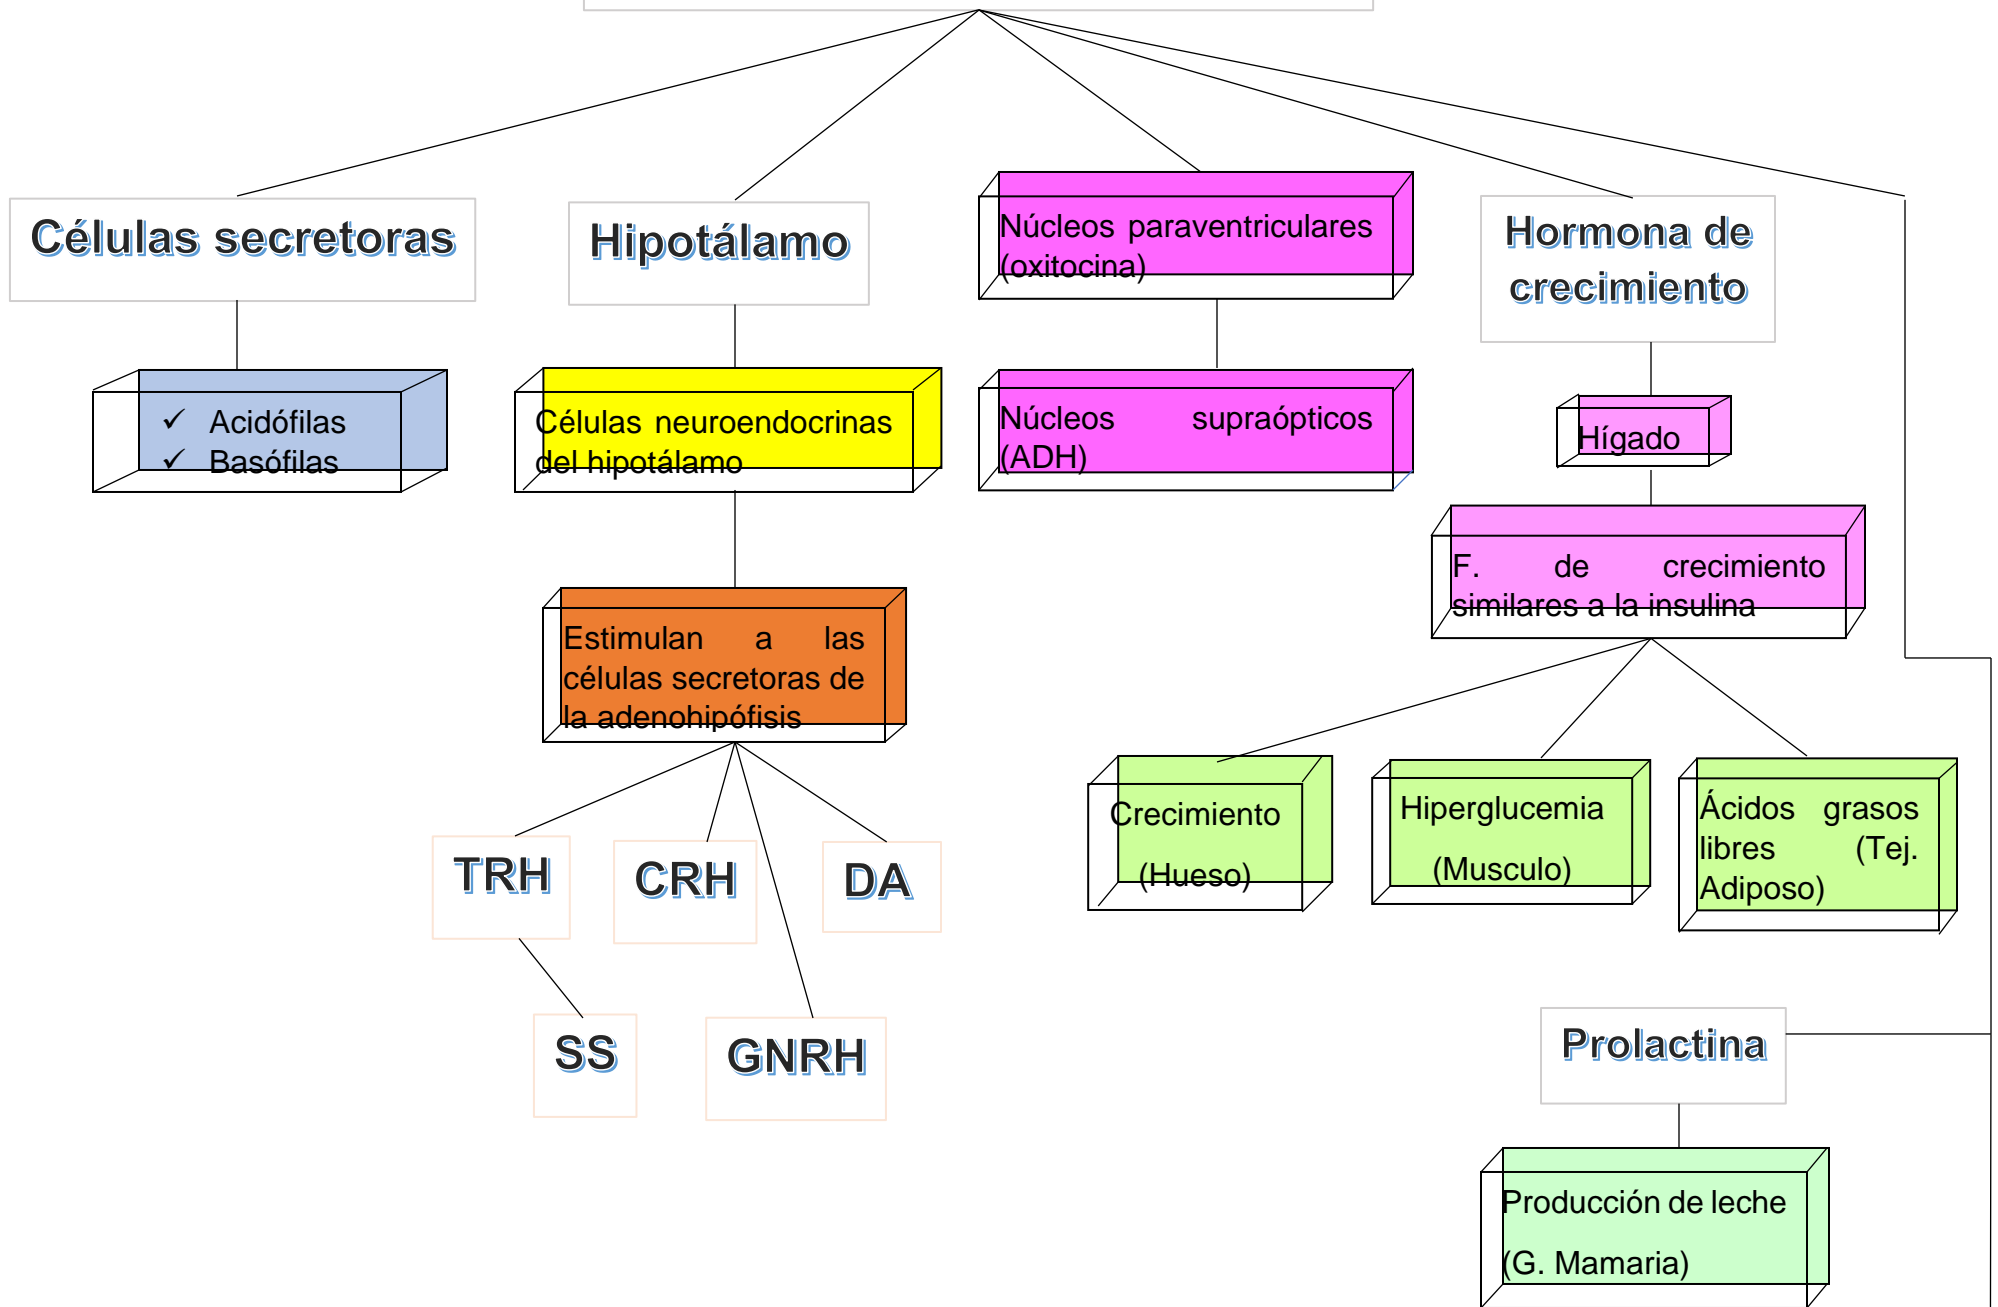 Células secretoras
Hipotálamo
Núcleos paraventriculares
(oxitocina)
Hormona de
crecimiento
✓ Acidófilas
✓ Basófilas
Células neuroendocrinas
del hipotálamo
Núcleos supraópticos
(ADH)
Hígado
F. de crecimiento
similares a la insulina
Estimulan a las
células secretoras de
la adenohipófisis
Crecimiento
(Hueso)
Hiperglucemia
(Musculo)
Ácidos grasos
libres (Tej.
Adiposo)
TRH
CRH
DA
SS
GNRH
Prolactina
Producción de leche
(G. Mamaria)